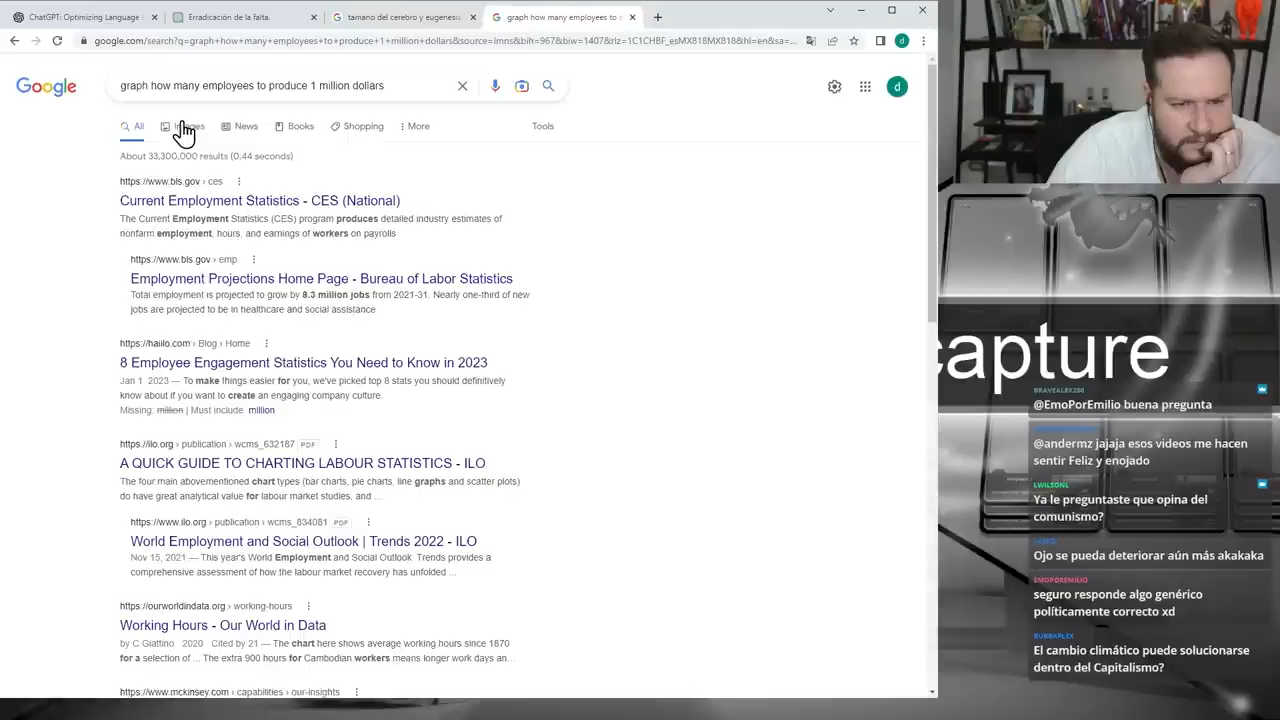 ChatGPT: Optimizing Language
Erradicación de la falta.
tamano del cerebro y eugenesia
graph how many employees to
google.com/search?q=graph+how+many+employees+to+produce+1+million+dollars&source=lmns&bih=967&biw=1407&rlz=1C1CHBF_esMX818MX818&hl=en&sa=...
Google
graph how many employees to produce 1 million dollars
d
All
Images
News
Books
Shopping
More
Tools
About 33,300,000 results (0.44 seconds)
https://www.bls.gov › ces
Current Employment Statistics - CES (National)
The Current Employment Statistics (CES) program produces detailed industry estimates of
nonfarm employment, hours, and earnings of workers on payrolls
https://www.bls.gov › emp
Employment Projections Home Page - Bureau of Labor Statistics
Total employment is projected to grow by 8.3 million jobs from 2021-31. Nearly one-third of new
jobs are projected to be in healthcare and social assistance
https://haiilo.com › Blog › Home
8 Employee Engagement Statistics You Need to Know in 2023
Jan 1 2023 — To make things easier for you, we've picked top 8 stats you should definitely
know about if you want to create an engaging company culture.
Missing: million | Must include million
https://ilo.org › publication › wcms_632187 PDF
A QUICK GUIDE TO CHARTING LABOUR STATISTICS - ILO
The four main abovementioned chart types (bar charts, pie charts, line graphs and scatter plots)
do have great analytical value for labour market studies, and ...
https://www.ilo.org › publication › wcms_834081 PDF
World Employment and Social Outlook | Trends 2022 - ILO
Nov 15, 2021 — This year's World Employment and Social Outlook Trends provides a
comprehensive assessment of how the labour market recovery has unfolded ...
https://ourworldindata.org › working-hours
Working Hours - Our World in Data
by C Giattino 2020 Cited by 21 — The chart here shows average working hours since 1870
for a selection of ... The extra 900 hours for Cambodian workers means longer work days an...
https://www.mckinsey.com › capabilities › our-insights
capture
BRAVEALEX200
@EmoPorEmilio buena pregunta
@andermz jajaja esos videos me hacen
sentir Feliz y enojado
LWILSONL
Ya le preguntaste que opina del
comunismo?
Ojo se pueda deteriorar aún más akakaka
EMOPOREMILIO
seguro responde algo genérico
políticamente correcto xd
BUBBAFLEX
El cambio climático puede solucionarse
dentro del Capitalismo?